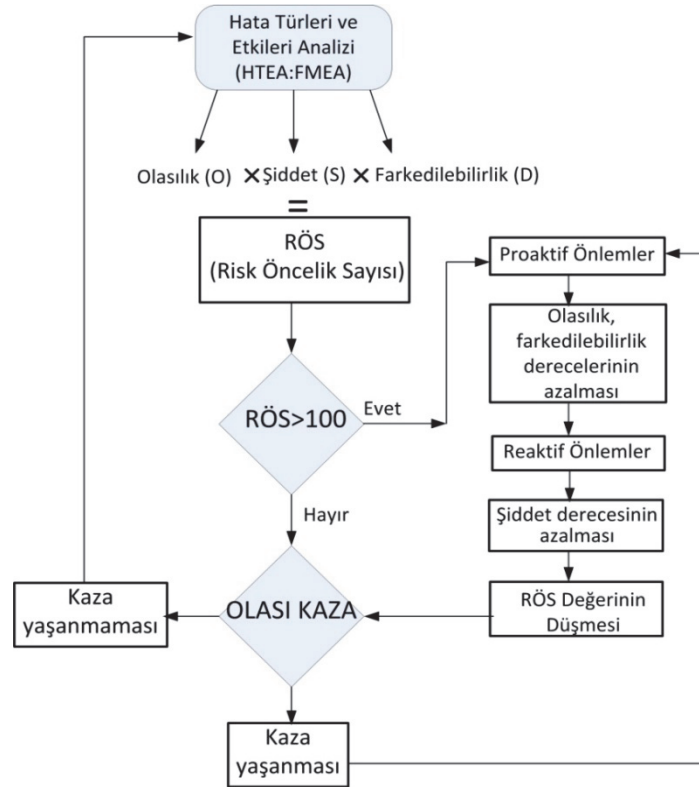 Hata Türleri ve
Etkileri Analizi
(HTEA:FMEA)
Olasılık (O) ×Şiddet (S) × Farkedilebilirlik (D)
=
RÖS
(Risk Öncelik Sayısı)
RÖS>100
Evet
Hayır
Proaktif Önlemler
Olasılık,
farkedilebilirlik
derecelerinin
azalması
Reaktif Önlemler
Şiddet derecesinin
azalması
RÖS Değerinin
Düşmesi
OLASI KAZA
Kaza
yaşanmaması
Kaza
yaşanması